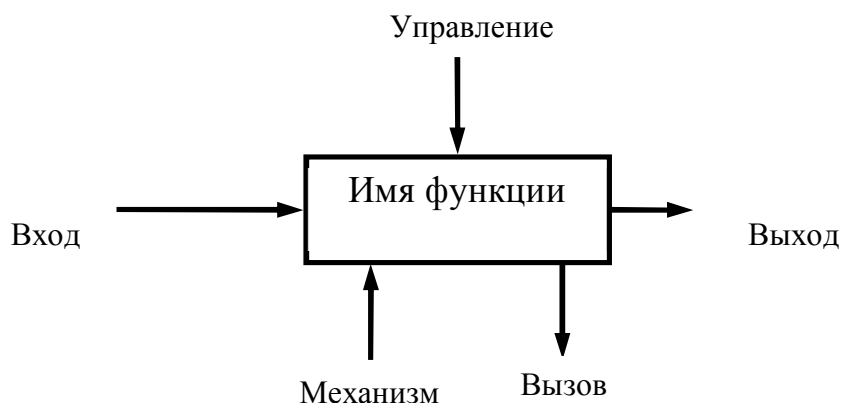 Управление
Имя функции
Вход
Выход
Механизм
Вызов